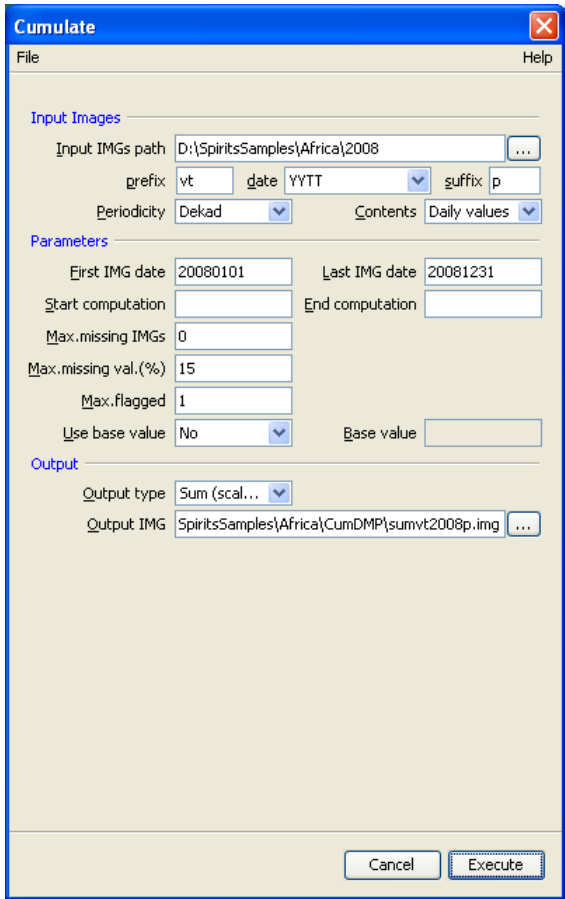 Cumulate
File Help
Input Images
Input IMGs path D:\SpiritsSamples\Africa\2008 ...
prefix vt date YYTT suffix p
Periodicity Dekad Contents Daily values
Parameters
First IMG date 20080101 Last IMG date 20081231
Start computation End computation
Max.missing IMGs 0
Max.missing val.(%) 15
Max.flagged 1
Use base value No Base value
Output
Output type Sum (scal...
Output IMG SpiritsSamples\Africa\CumDMP\sumvt2008p.img ...
Cancel Execute